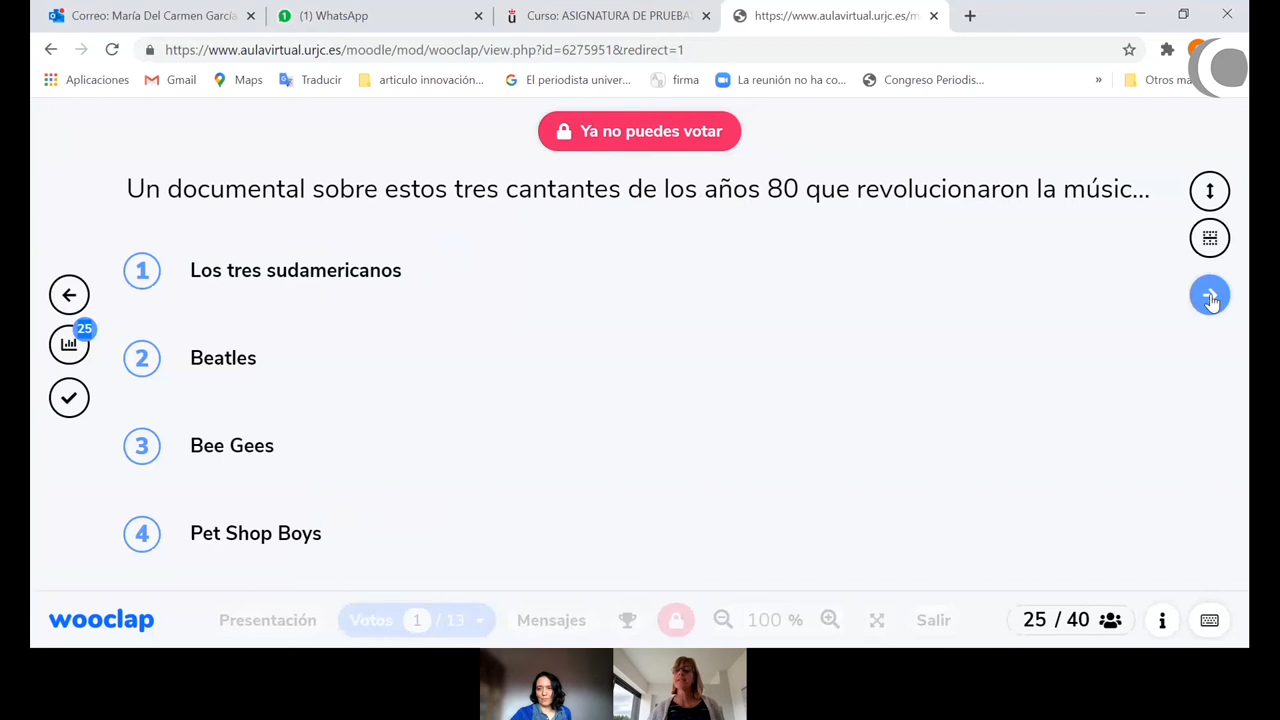 Correo: María Del Carmen García
(1) WhatsApp
Curso: ASIGNATURA DE PRUEBA
https://www.aulavirtual.urjc.es/m
https://www.aulavirtual.urjc.es/moodle/mod/wooclap/view.php?id=6275951&redirect=1
Aplicaciones
Gmail
Maps
Traducir
articulo innovación...
El periodista univer...
firma
La reunión no ha co...
Congreso Periodis...
»
Otros ma
Ya no puedes votar
Un documental sobre estos tres cantantes de los años 80 que revolucionaron la músic...
1 Los tres sudamericanos
25
2 Beatles
3 Bee Gees
4 Pet Shop Boys
wooclap
Presentación
Votos 1 / 13
Mensajes
100 %
Salir
25 / 40